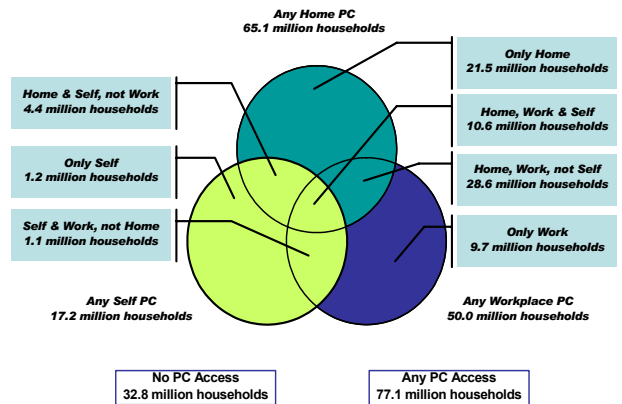 Any Home PC
65.1 million households
Only Home
21.5 million households
Home & Self, not Work
4.4 million households
Home, Work & Self
10.6 million households
Only Self
1.2 million households
Home, Work, not Self
28.6 million households
Self & Work, not Home
1.1 million households
Only Work
9.7 million households
Any Self PC
17.2 million households
Any Workplace PC
50.0 million households
No PC Access
32.8 million households
Any PC Access
77.1 million households